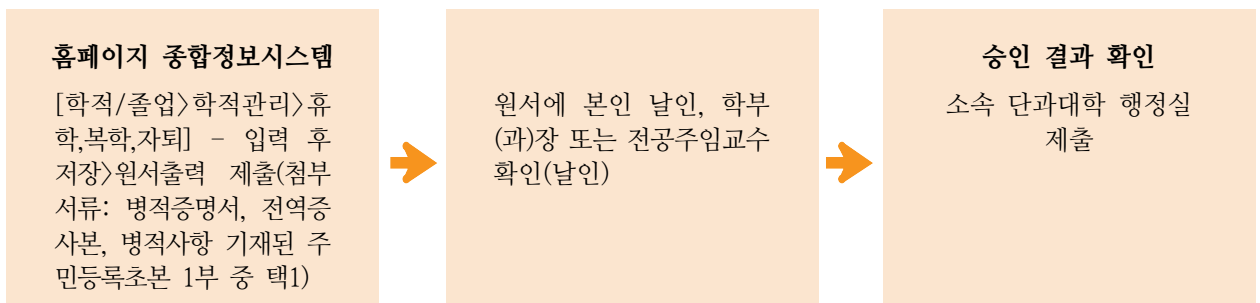 홈페이지 종합정보시스템
[학적/졸업〉학적관리〉휴
학,복학,자퇴] - 입력 후
저장〉원서출력 제출(첨부
서류: 병적증명서, 전역증
사본, 병적사항 기재된 주
민등록초본 1부 중 택1)
원서에 본인 날인, 학부
(과)장 또는 전공주임교수
확인(날인)
승인 결과 확인
소속 단과대학 행정실
제출